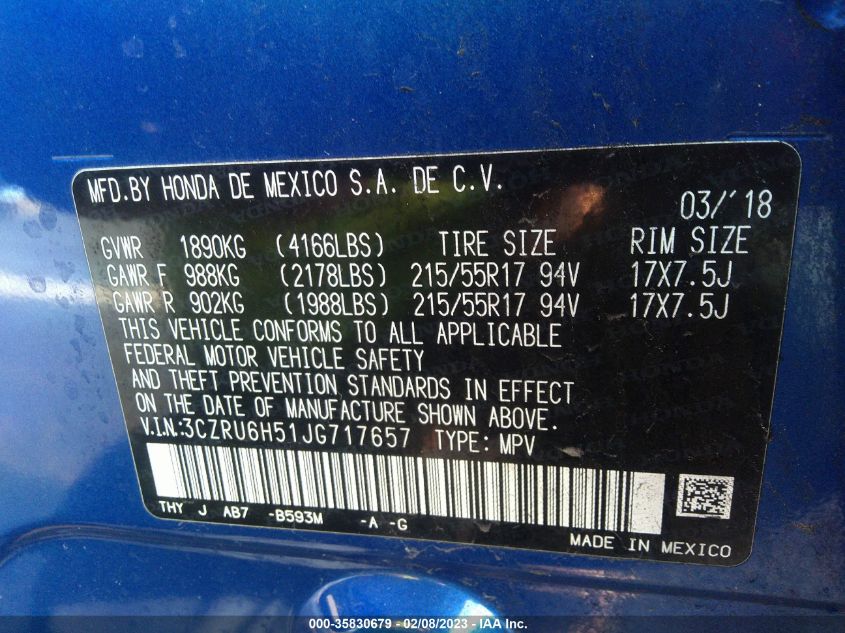 MFD.BY HONDA DE MEXICO S.A. DE C.V.
03/'18
GVWR 1890KG (4166LBS) TIRE SIZE RIM SIZE
GAWR F 988KG (2178LBS) 215/55R17 94V 17X7.5J
GAWR R 902KG (1988LBS) 215/55R17 94V 17X7.5J
THIS VEHICLE CONFORMS TO ALL APPLICABLE
FEDERAL MOTOR VEHICLE SAFETY
AND THEFT PREVENTION STANDARDS IN EFFECT
ON THE DATE OF MANUFACTURE SHOWN ABOVE.
V.I.N:3CZRU6H51JG717657 TYPE: MPV
THY J AB7 -B593M -A -G
MADE IN MEXICO
000-35830679 - 02/08/2023 - IAA Inc.